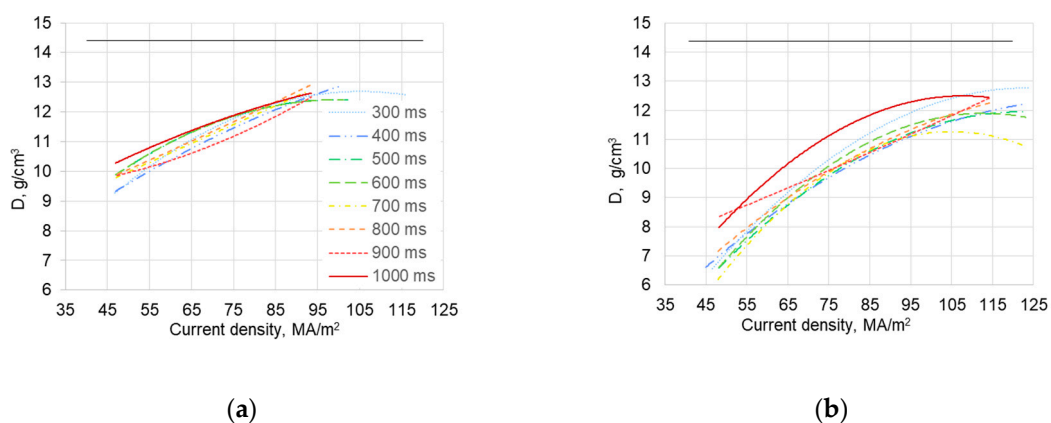 15
14
13
12
11
10
9
8
7
6
D, g/cm³
35 45 55 65 75 85 95 105 115 125
Current density, MA/m²
300 ms
400 ms
500 ms
600 ms
700 ms
800 ms
900 ms
1000 ms
(a)
15
14
13
12
11
10
9
8
7
6
D, g/cm³
35 45 55 65 75 85 95 105 115 125
Current density, MA/m²
(b)